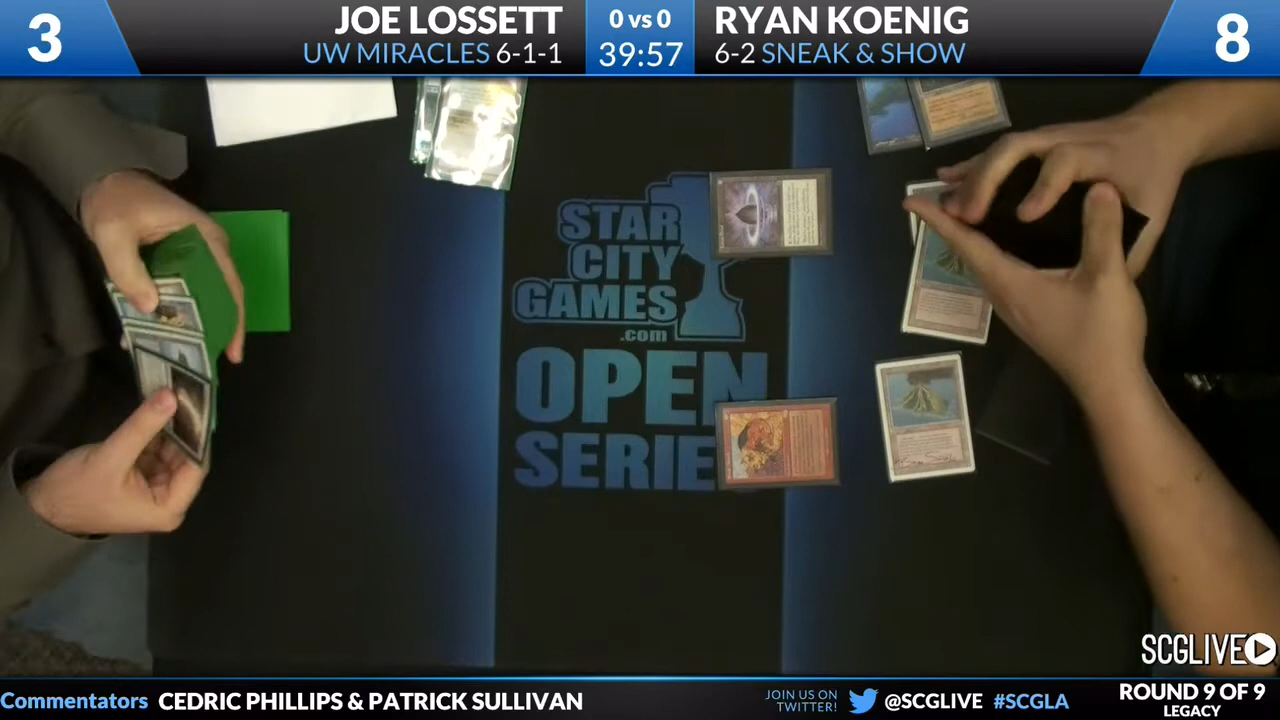 3
JOE LOSSETT
UW MIRACLES 6-1-1
0 vs 0
39:57
RYAN KOENIG
6-2 SNEAK & SHOW
8
STAR
CITY
GAMES
.com
OPEN
SERIE
SCGLIVE
Commentators CEDRIC PHILLIPS & PATRICK SULLIVAN
JOIN US ON
TWITTER!
@SCGLIVE #SCGLA
ROUND 9 OF 9
LEGACY